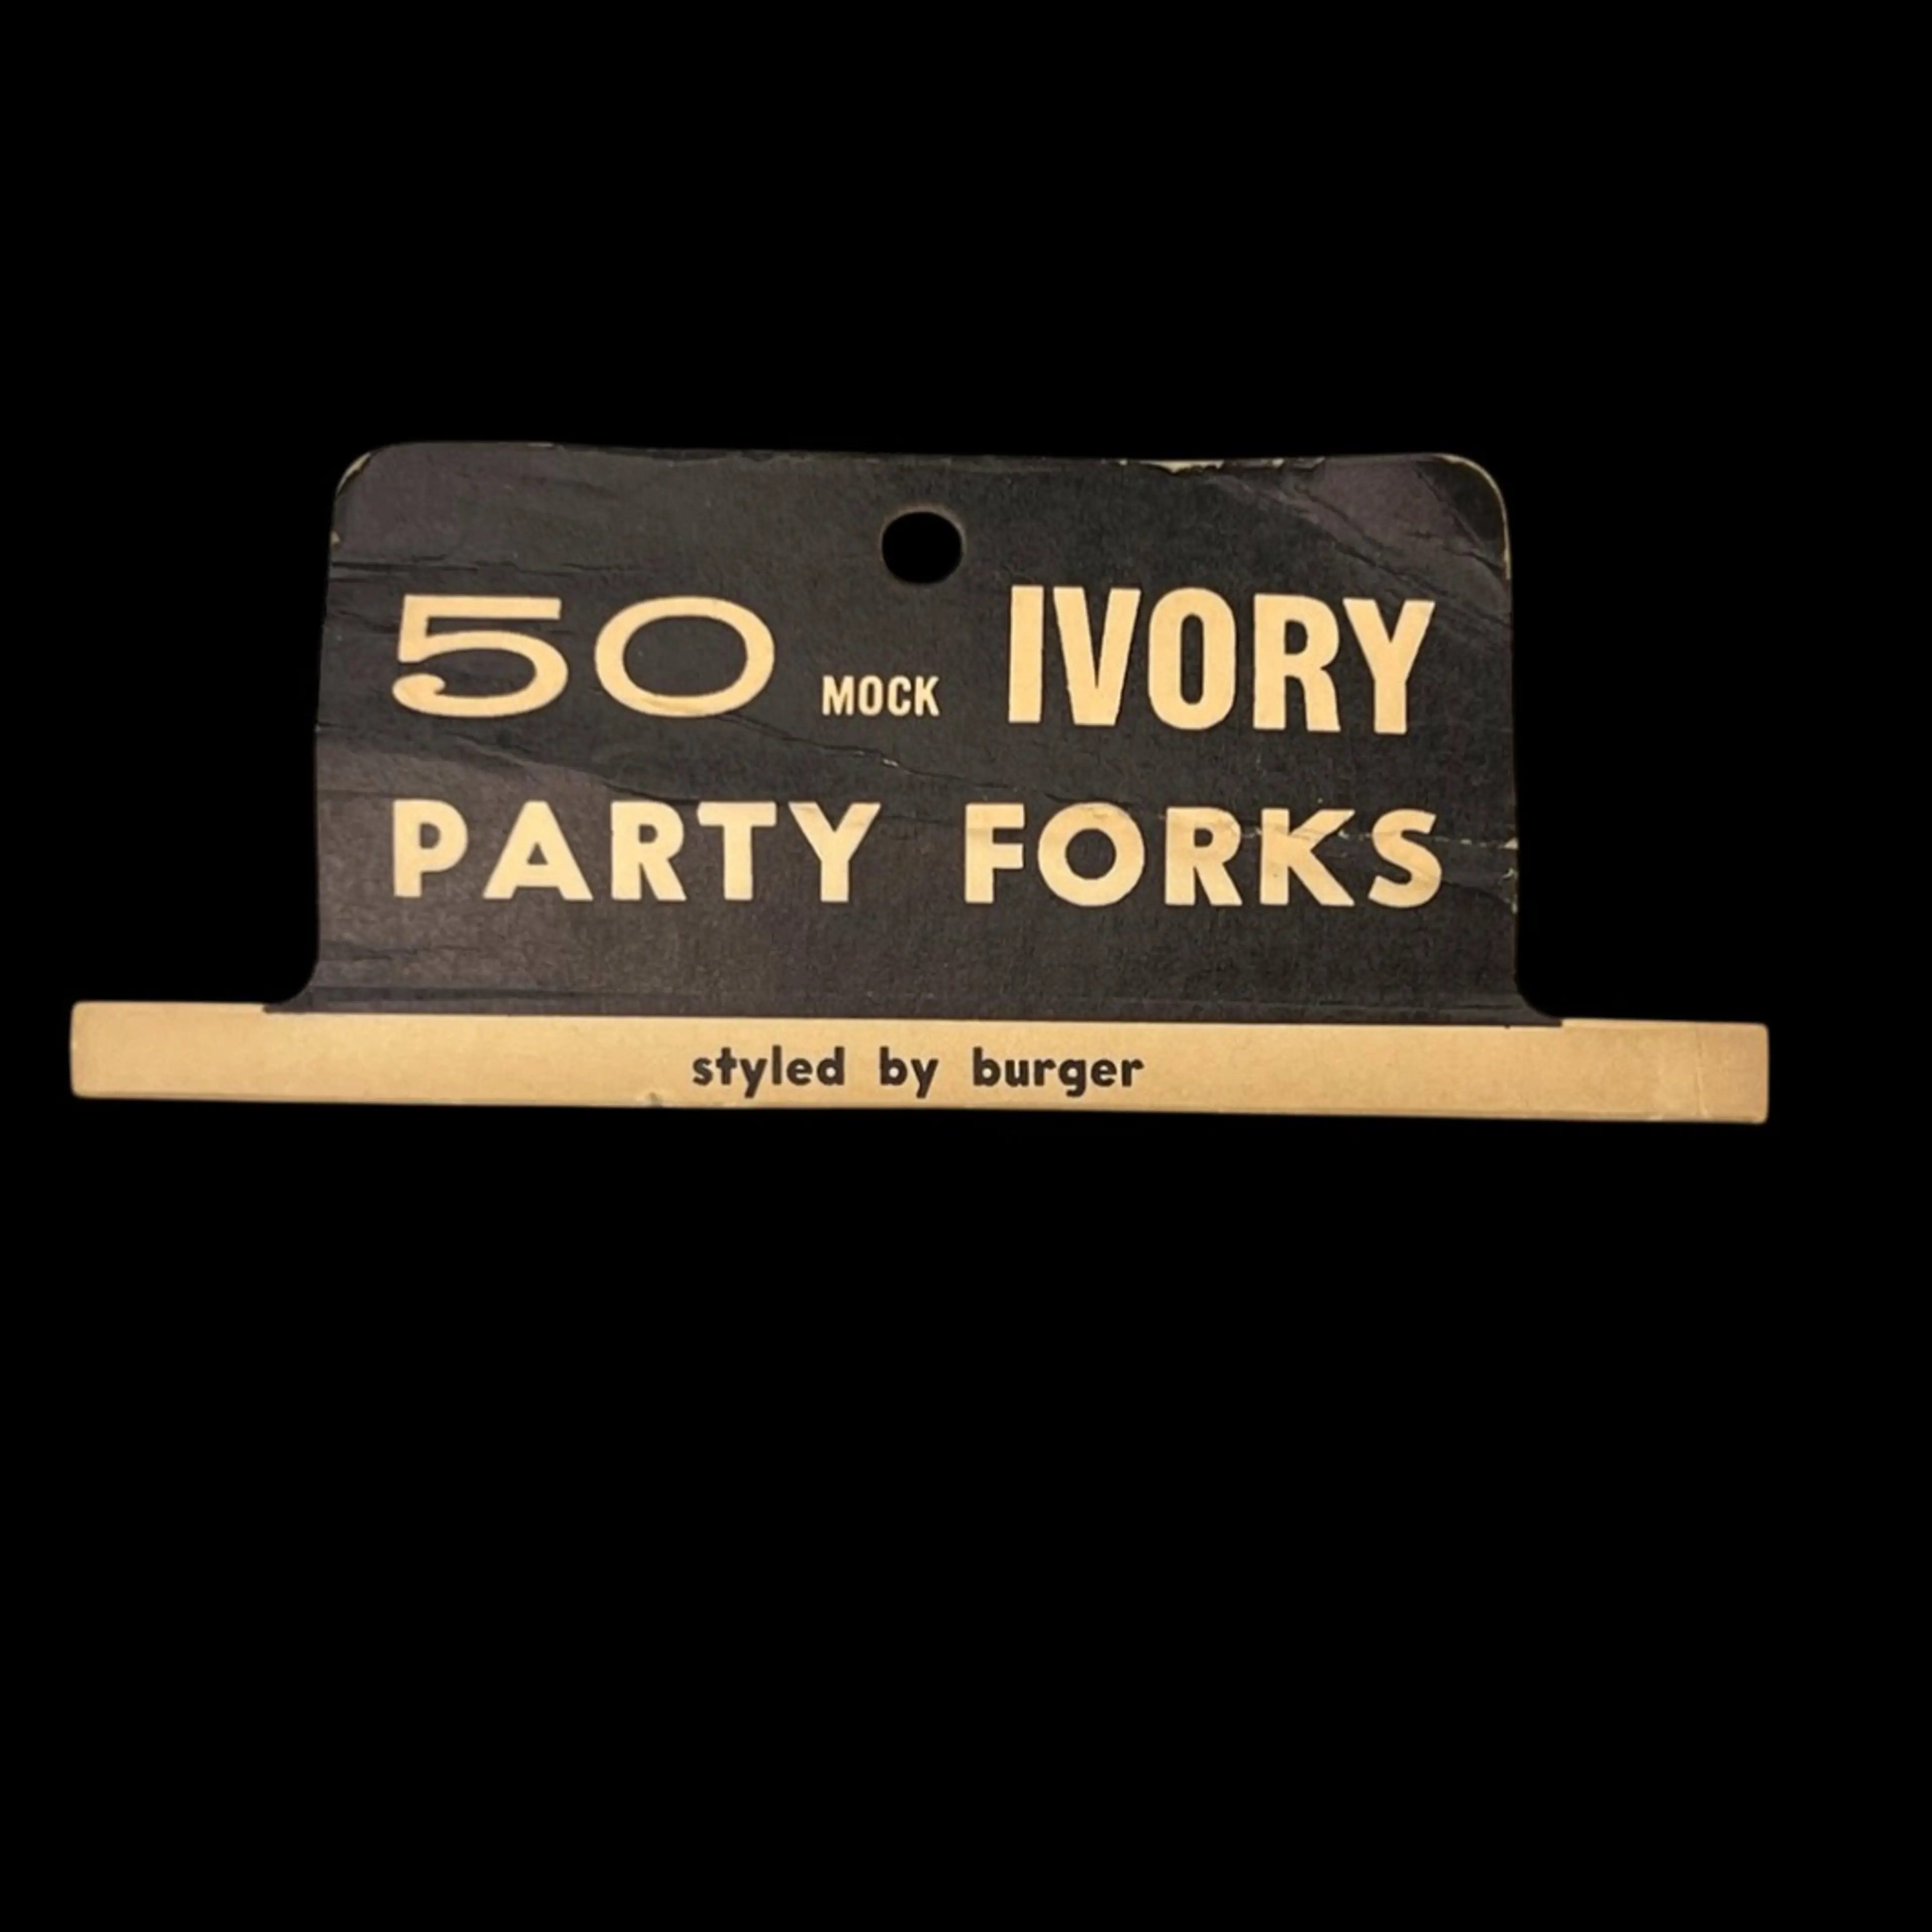 50 MOCK IVORY
PARTY FORKS
styled by burger